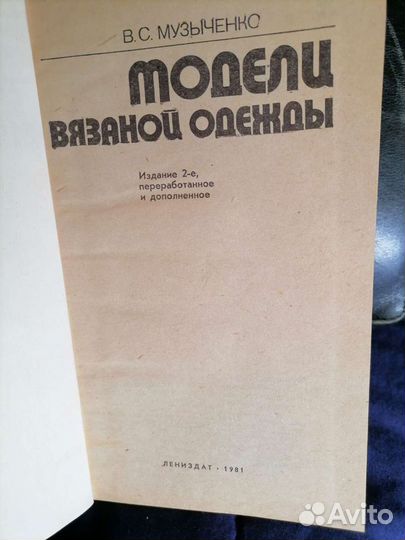 В. С. МУЗЫЧЕНКО
МОДЕЛИ
ВЯЗАНОЙ ОДЕЖДЫ
Издание 2-е,
переработанное
и дополненное
ЛЕНИЗДАТ · 1981
Avito